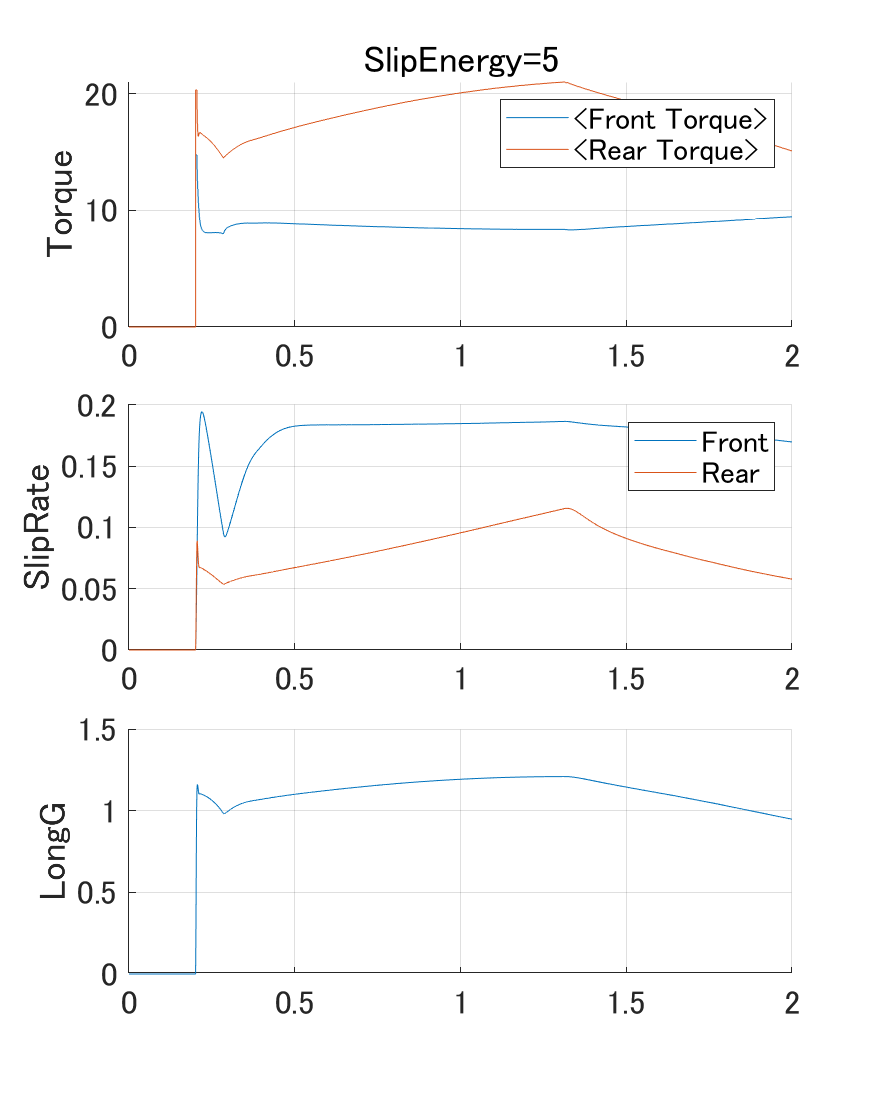 SlipEnergy=5
Torque
20
10
0
<Front Torque>
<Rear Torque>
0 0.5 1 1.5 2
SlipRate
0.2
0.15
0.1
0.05
0
Front
Rear
0 0.5 1 1.5 2
LongG
1.5
1
0.5
0
0 0.5 1 1.5 2